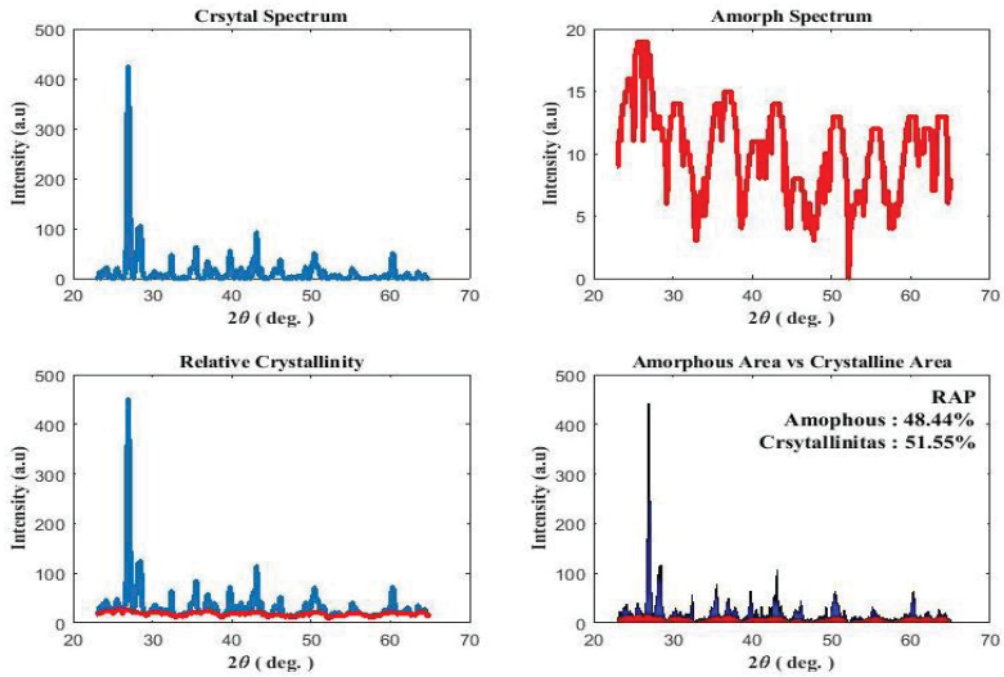 Crsytal Spectrum
500
400
300
200
100
0
20 30 40 50 60 70
Intensity (a.u)
2θ ( deg. )
Amorph Spectrum
20
15
10
5
0
20 30 40 50 60 70
Intensity (a.u)
2θ ( deg. )
Relative Crystallinity
500
400
300
200
100
0
20 30 40 50 60 70
Intensity (a.u)
2θ ( deg. )
Amorphous Area vs Crystalline Area
RAP
Amophous : 48.44%
Crsytallinitas : 51.55%
500
400
300
200
100
0
20 30 40 50 60 70
Intensity (a.u)
2θ ( deg. )